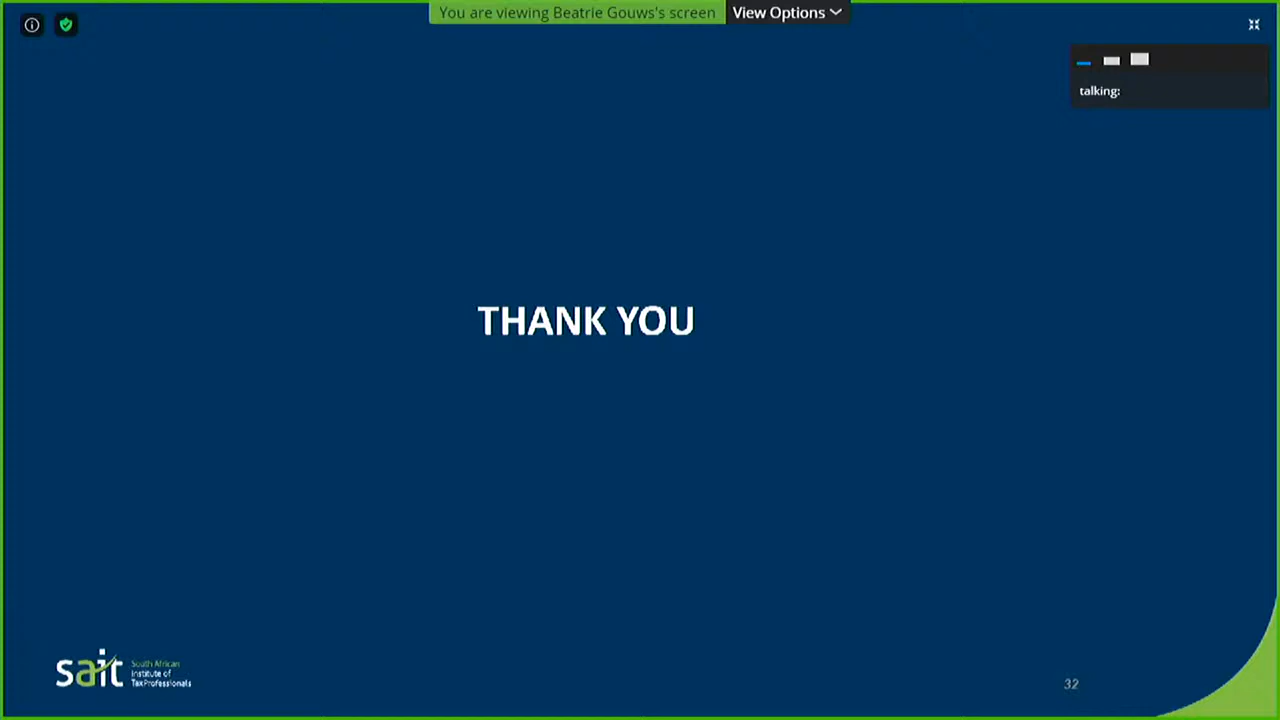 You are viewing Beatrie Gouws's screen View Options
talking:
THANK YOU
sait
South African
Institute of
TaxProfessionals
32